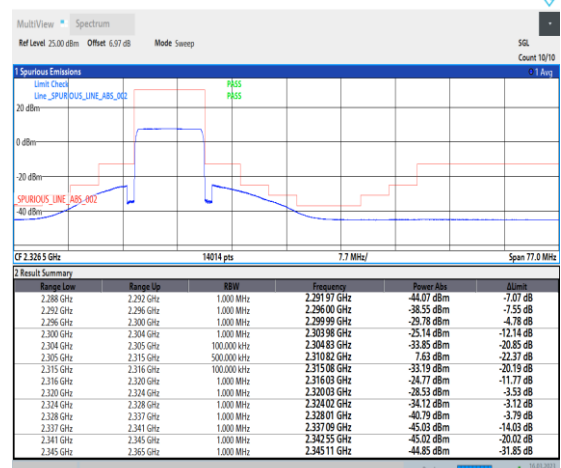 MultiView Spectrum
Ref Level 25.00 dBm Offset 6.97 dB Mode Sweep SGL
Count 10/10
1 Spurious Emissions 1 Avg
Limit Check PASS
Line _SPURIOUS_LINE_ABS_002 PASS
20 dBm
0 dBm
-20 dBm
_SPURIOUS_LINE_ABS_002
-40 dBm
CF 2.3265 GHz 14014 pts 7.7 MHz/ Span 77.0 MHz
2 Result Summary
Range Low Range Up RBW Frequency Power Abs ΔLimit
2.288 GHz 2.292 GHz 1.000 MHz 2.29197 GHz -44.07 dBm -7.07 dB
2.292 GHz 2.296 GHz 1.000 MHz 2.29600 GHz -38.55 dBm -7.55 dB
2.296 GHz 2.300 GHz 1.000 MHz 2.29999 GHz -29.78 dBm -4.78 dB
2.300 GHz 2.304 GHz 1.000 MHz 2.30398 GHz -25.14 dBm -12.14 dB
2.304 GHz 2.305 GHz 100.000 kHz 2.30483 GHz -33.85 dBm -20.85 dB
2.305 GHz 2.315 GHz 500.000 kHz 2.31082 GHz 7.63 dBm -22.37 dB
2.315 GHz 2.316 GHz 100.000 kHz 2.31508 GHz -33.19 dBm -20.19 dB
2.316 GHz 2.320 GHz 1.000 MHz 2.31603 GHz -24.77 dBm -11.77 dB
2.320 GHz 2.324 GHz 1.000 MHz 2.32003 GHz -28.53 dBm -3.53 dB
2.324 GHz 2.328 GHz 1.000 MHz 2.32402 GHz -34.12 dBm -3.12 dB
2.328 GHz 2.337 GHz 1.000 MHz 2.32801 GHz -40.79 dBm -3.79 dB
2.337 GHz 2.341 GHz 1.000 MHz 2.33709 GHz -45.03 dBm -14.03 dB
2.341 GHz 2.345 GHz 1.000 MHz 2.34255 GHz -45.02 dBm -20.02 dB
2.345 GHz 2.365 GHz 1.000 MHz 2.34511 GHz -44.85 dBm -31.85 dB